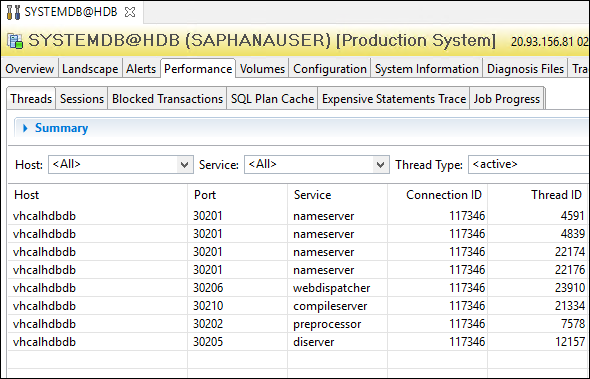 SYSTEMDB@HDB
SYSTEMDB@HDB (SAPHANAUSER) [Production System] 20.93.156.81 02
Overview Landscape Alerts Performance Volumes Configuration System Information Diagnosis Files Tra
Threads Sessions Blocked Transactions SQL Plan Cache Expensive Statements Trace Job Progress
Summary
Host: <All> Service: <All> Thread Type: <active>
Host Port Service Connection ID Thread ID
vhcalhdbdb 30201 nameserver 117346 4591
vhcalhdbdb 30201 nameserver 117346 4839
vhcalhdbdb 30201 nameserver 117346 22174
vhcalhdbdb 30201 nameserver 117346 22176
vhcalhdbdb 30206 webdispatcher 117346 23910
vhcalhdbdb 30210 compileserver 117346 21334
vhcalhdbdb 30202 preprocessor 117346 7578
vhcalhdbdb 30205 diserver 117346 12157